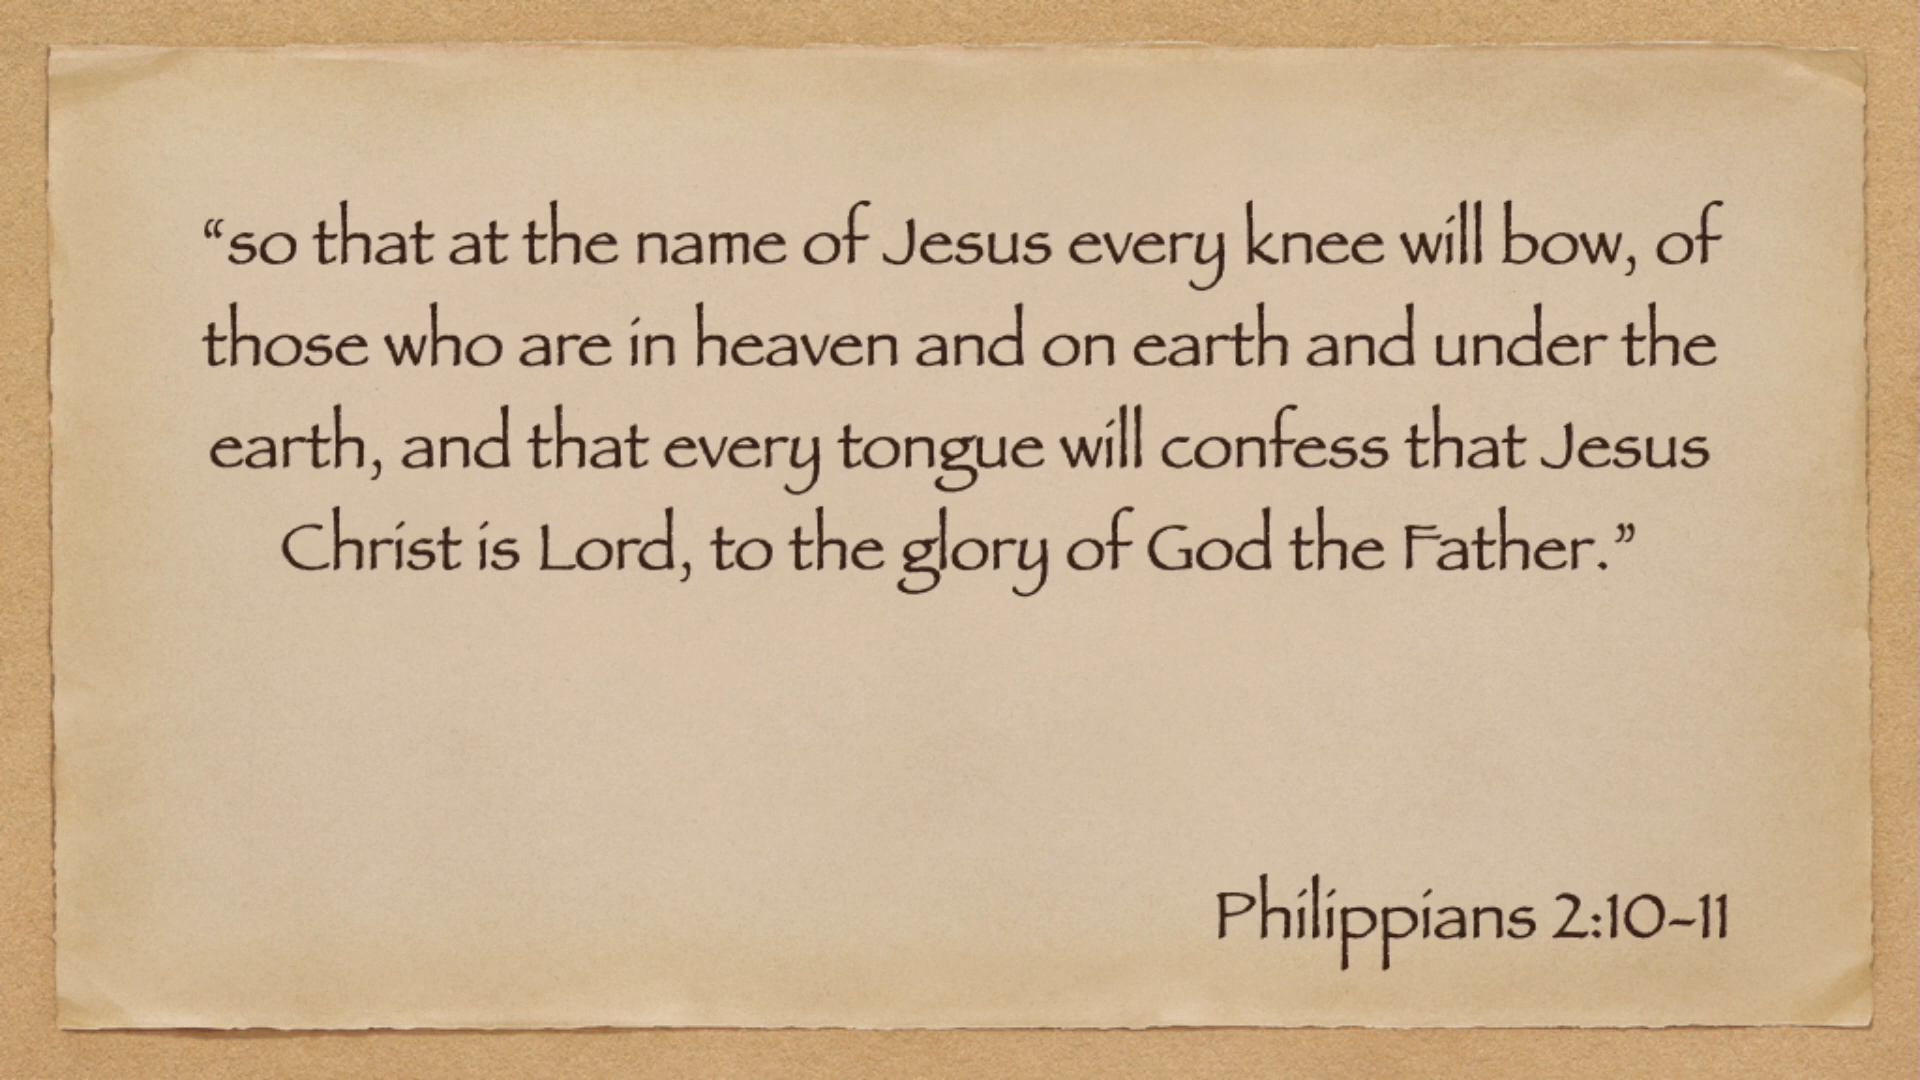 “so that at the name of Jesus every knee will bow, of
those who are in heaven and on earth and under the
earth, and that every tongue will confess that Jesus
Christ is Lord, to the glory of God the Father.”
Philippians 2:10-11